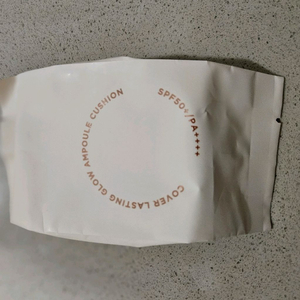 COVER LASTING GLOW AMPOULE CUSHION
SPF50+/PA++++